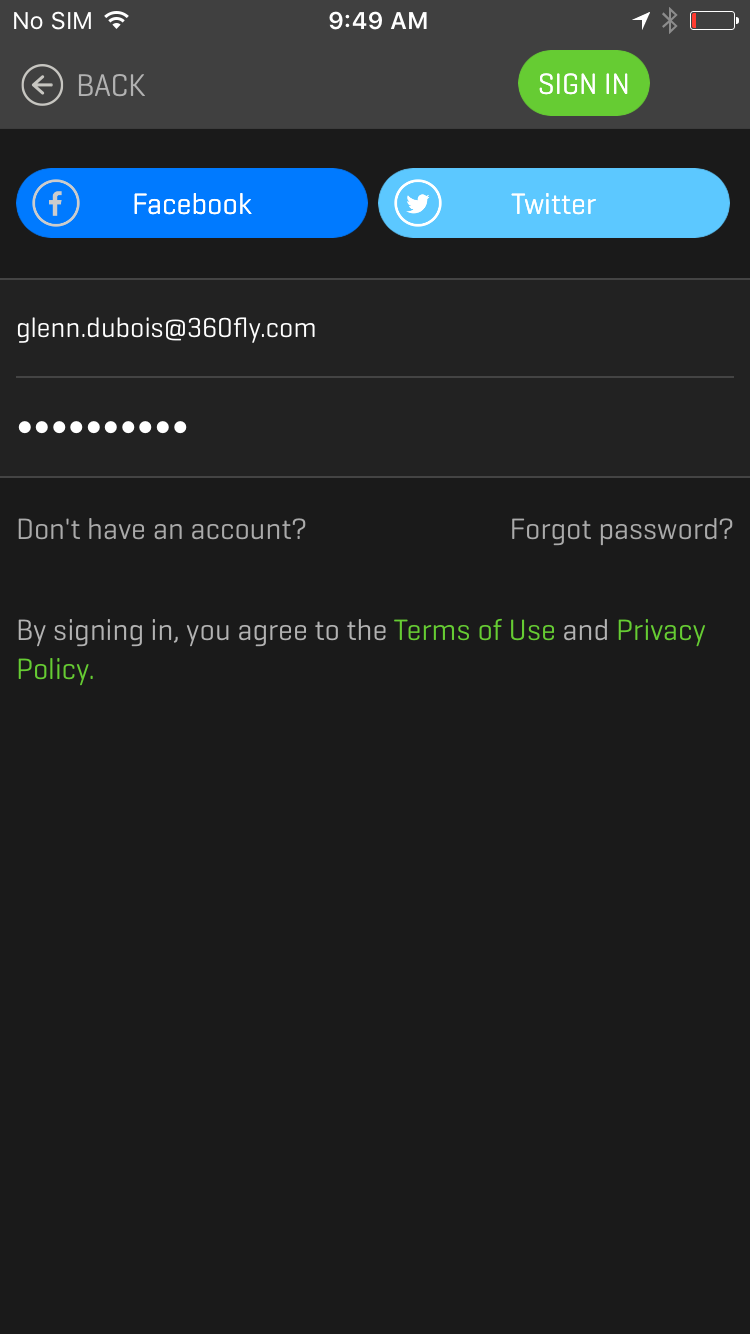 No SIM 9:49 AM
BACK SIGN IN
Facebook Twitter
glenn.dubois@360fly.com
●●●●●●●●●●
Don't have an account? Forgot password?
By signing in, you agree to the Terms of Use and Privacy
Policy.